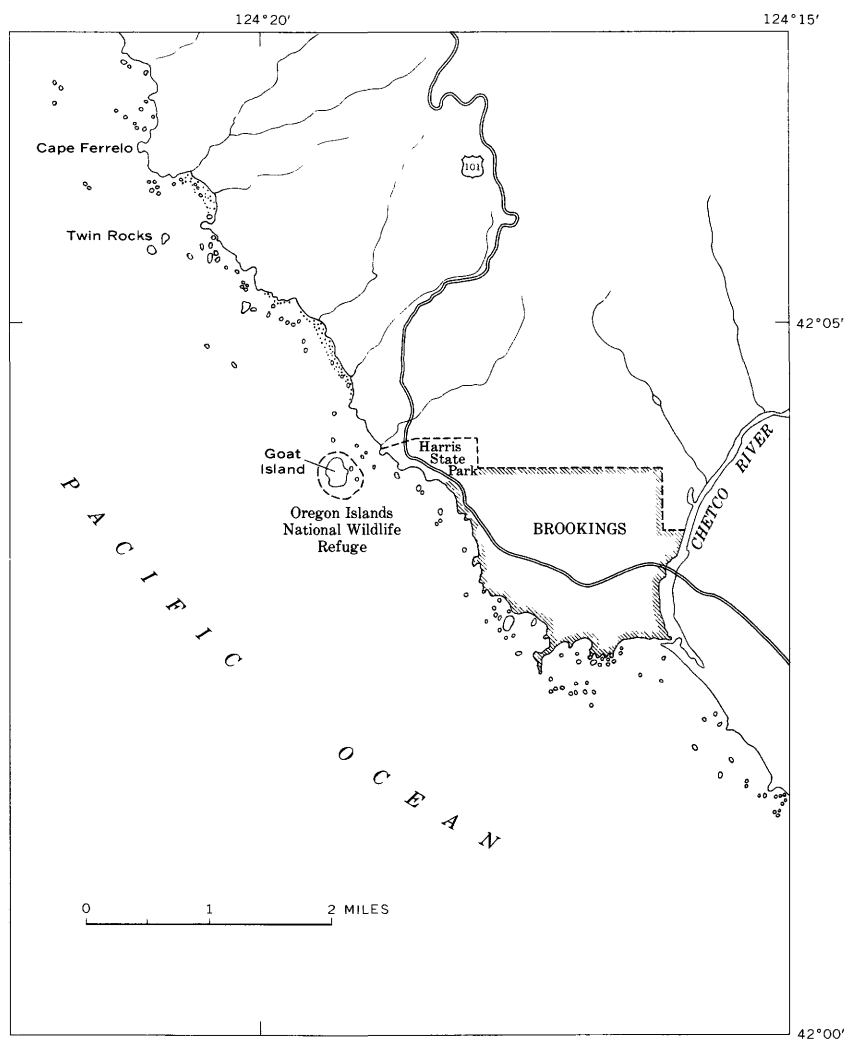 124°20′
124°15′
Cape Ferrelo
101
Twin Rocks
42°05′
Harris
State
Park
Goat
Island
Oregon Islands
National Wildlife
Refuge
BROOKINGS
CHETCO RIVER
PACIFIC OCEAN
0 1 2 MILES
42°00′